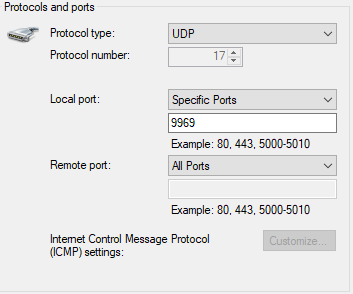 Protocols and ports
Protocol type: UDP
Protocol number: 17
Local port: Specific Ports
9969
Example: 80, 443, 5000-5010
Remote port: All Ports
Example: 80, 443, 5000-5010
Internet Control Message Protocol
(ICMP) settings: Customize...